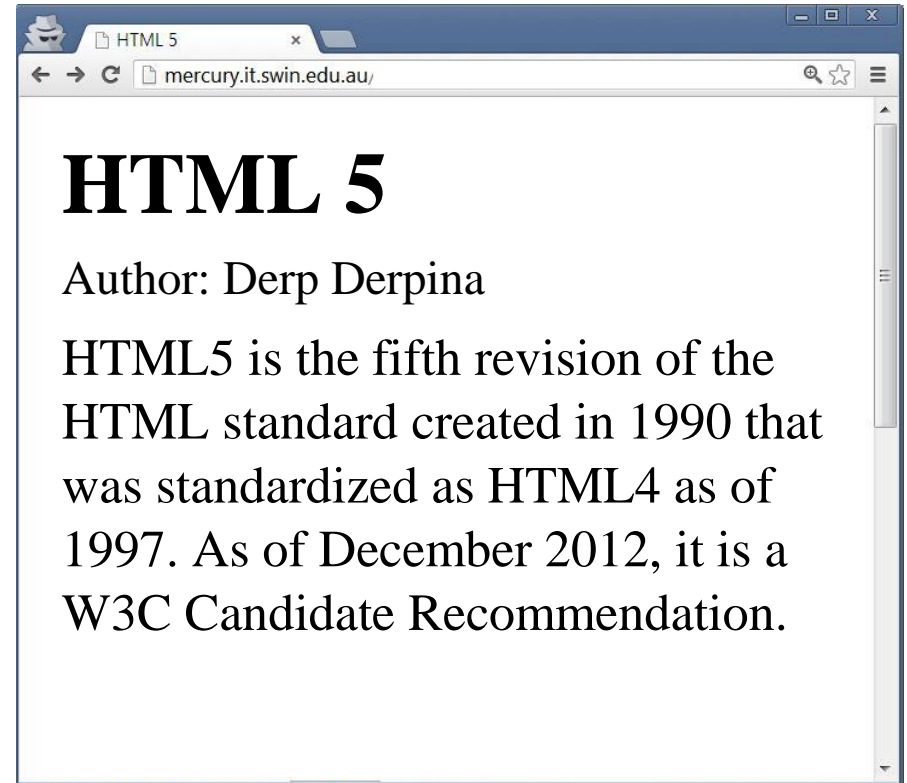 HTML 5
mercury.it.swin.edu.au/
HTML 5
Author: Derp Derpina
HTML5 is the fifth revision of the
HTML standard created in 1990 that
was standardized as HTML4 as of
1997. As of December 2012, it is a
W3C Candidate Recommendation.